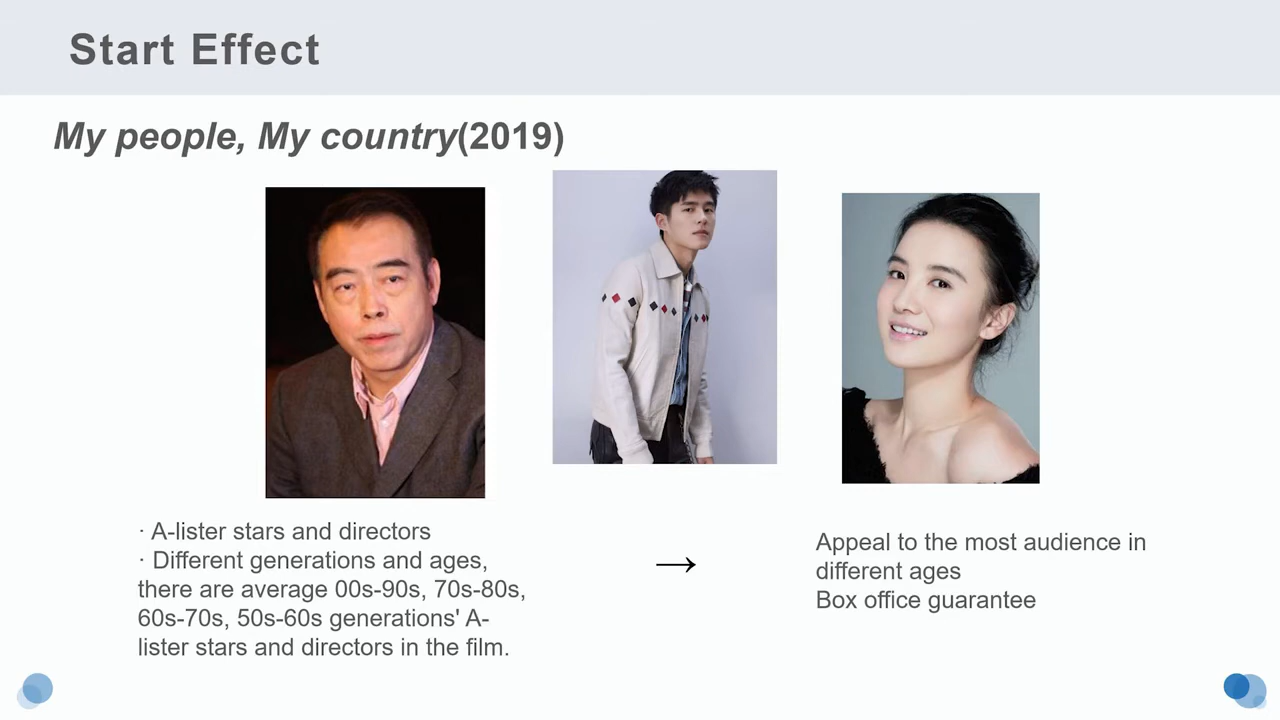 Start Effect
My people, My country(2019)
· A-lister stars and directors
· Different generations and ages,
there are average 00s-90s, 70s-80s,
60s-70s, 50s-60s generations' A-
lister stars and directors in the film.
→
Appeal to the most audience in
different ages
Box office guarantee